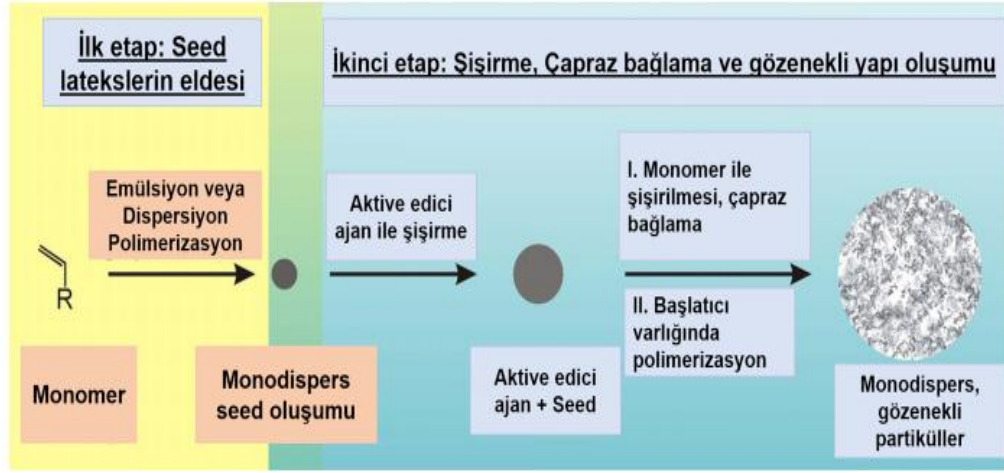 İlk etap: Seed
latekslerin eldesi
İkinci etap: Şişirme, Çapraz bağlama ve gözenekli yapı oluşumu
Emülsiyon veya
Dispersiyon
Polimerizasyon
Aktive edici
ajan ile şişirme
I. Monomer ile
şişirilmesi, çapraz
bağlama
R
II. Başlatıcı
varlığında
polimerizasyon
Monomer
Monodispers
seed oluşumu
Aktive edici
ajan + Seed
Monodispers,
gözenekli
partiküller